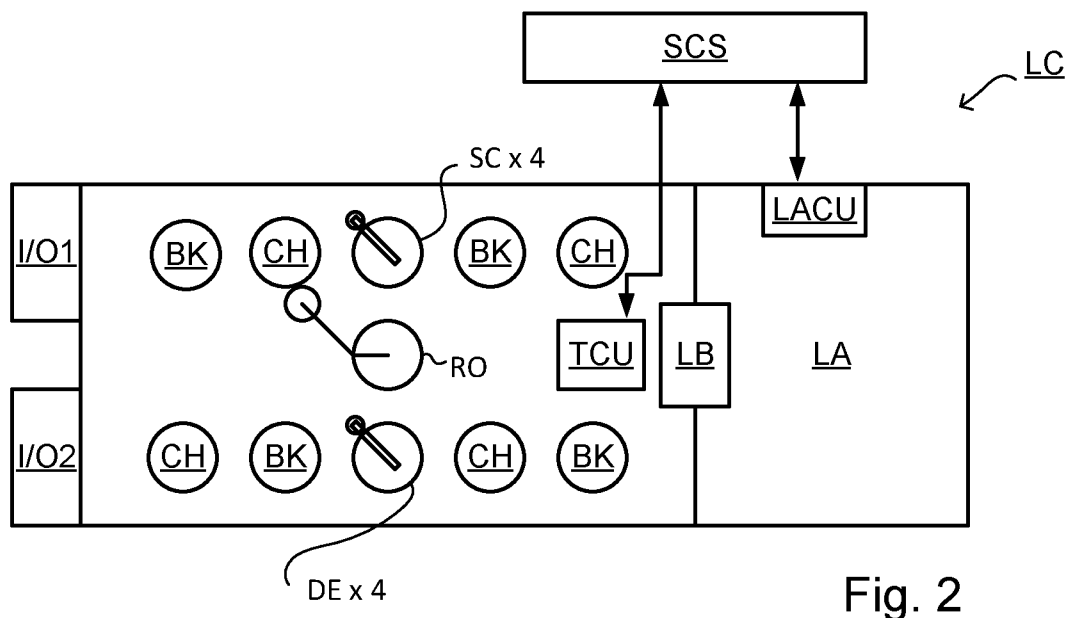 SCS
LC
SC x 4
LACU
I/O1
BK
CH
BK
CH
RO
TCU
LB
LA
I/O2
CH
BK
CH
BK
DE x 4
Fig. 2